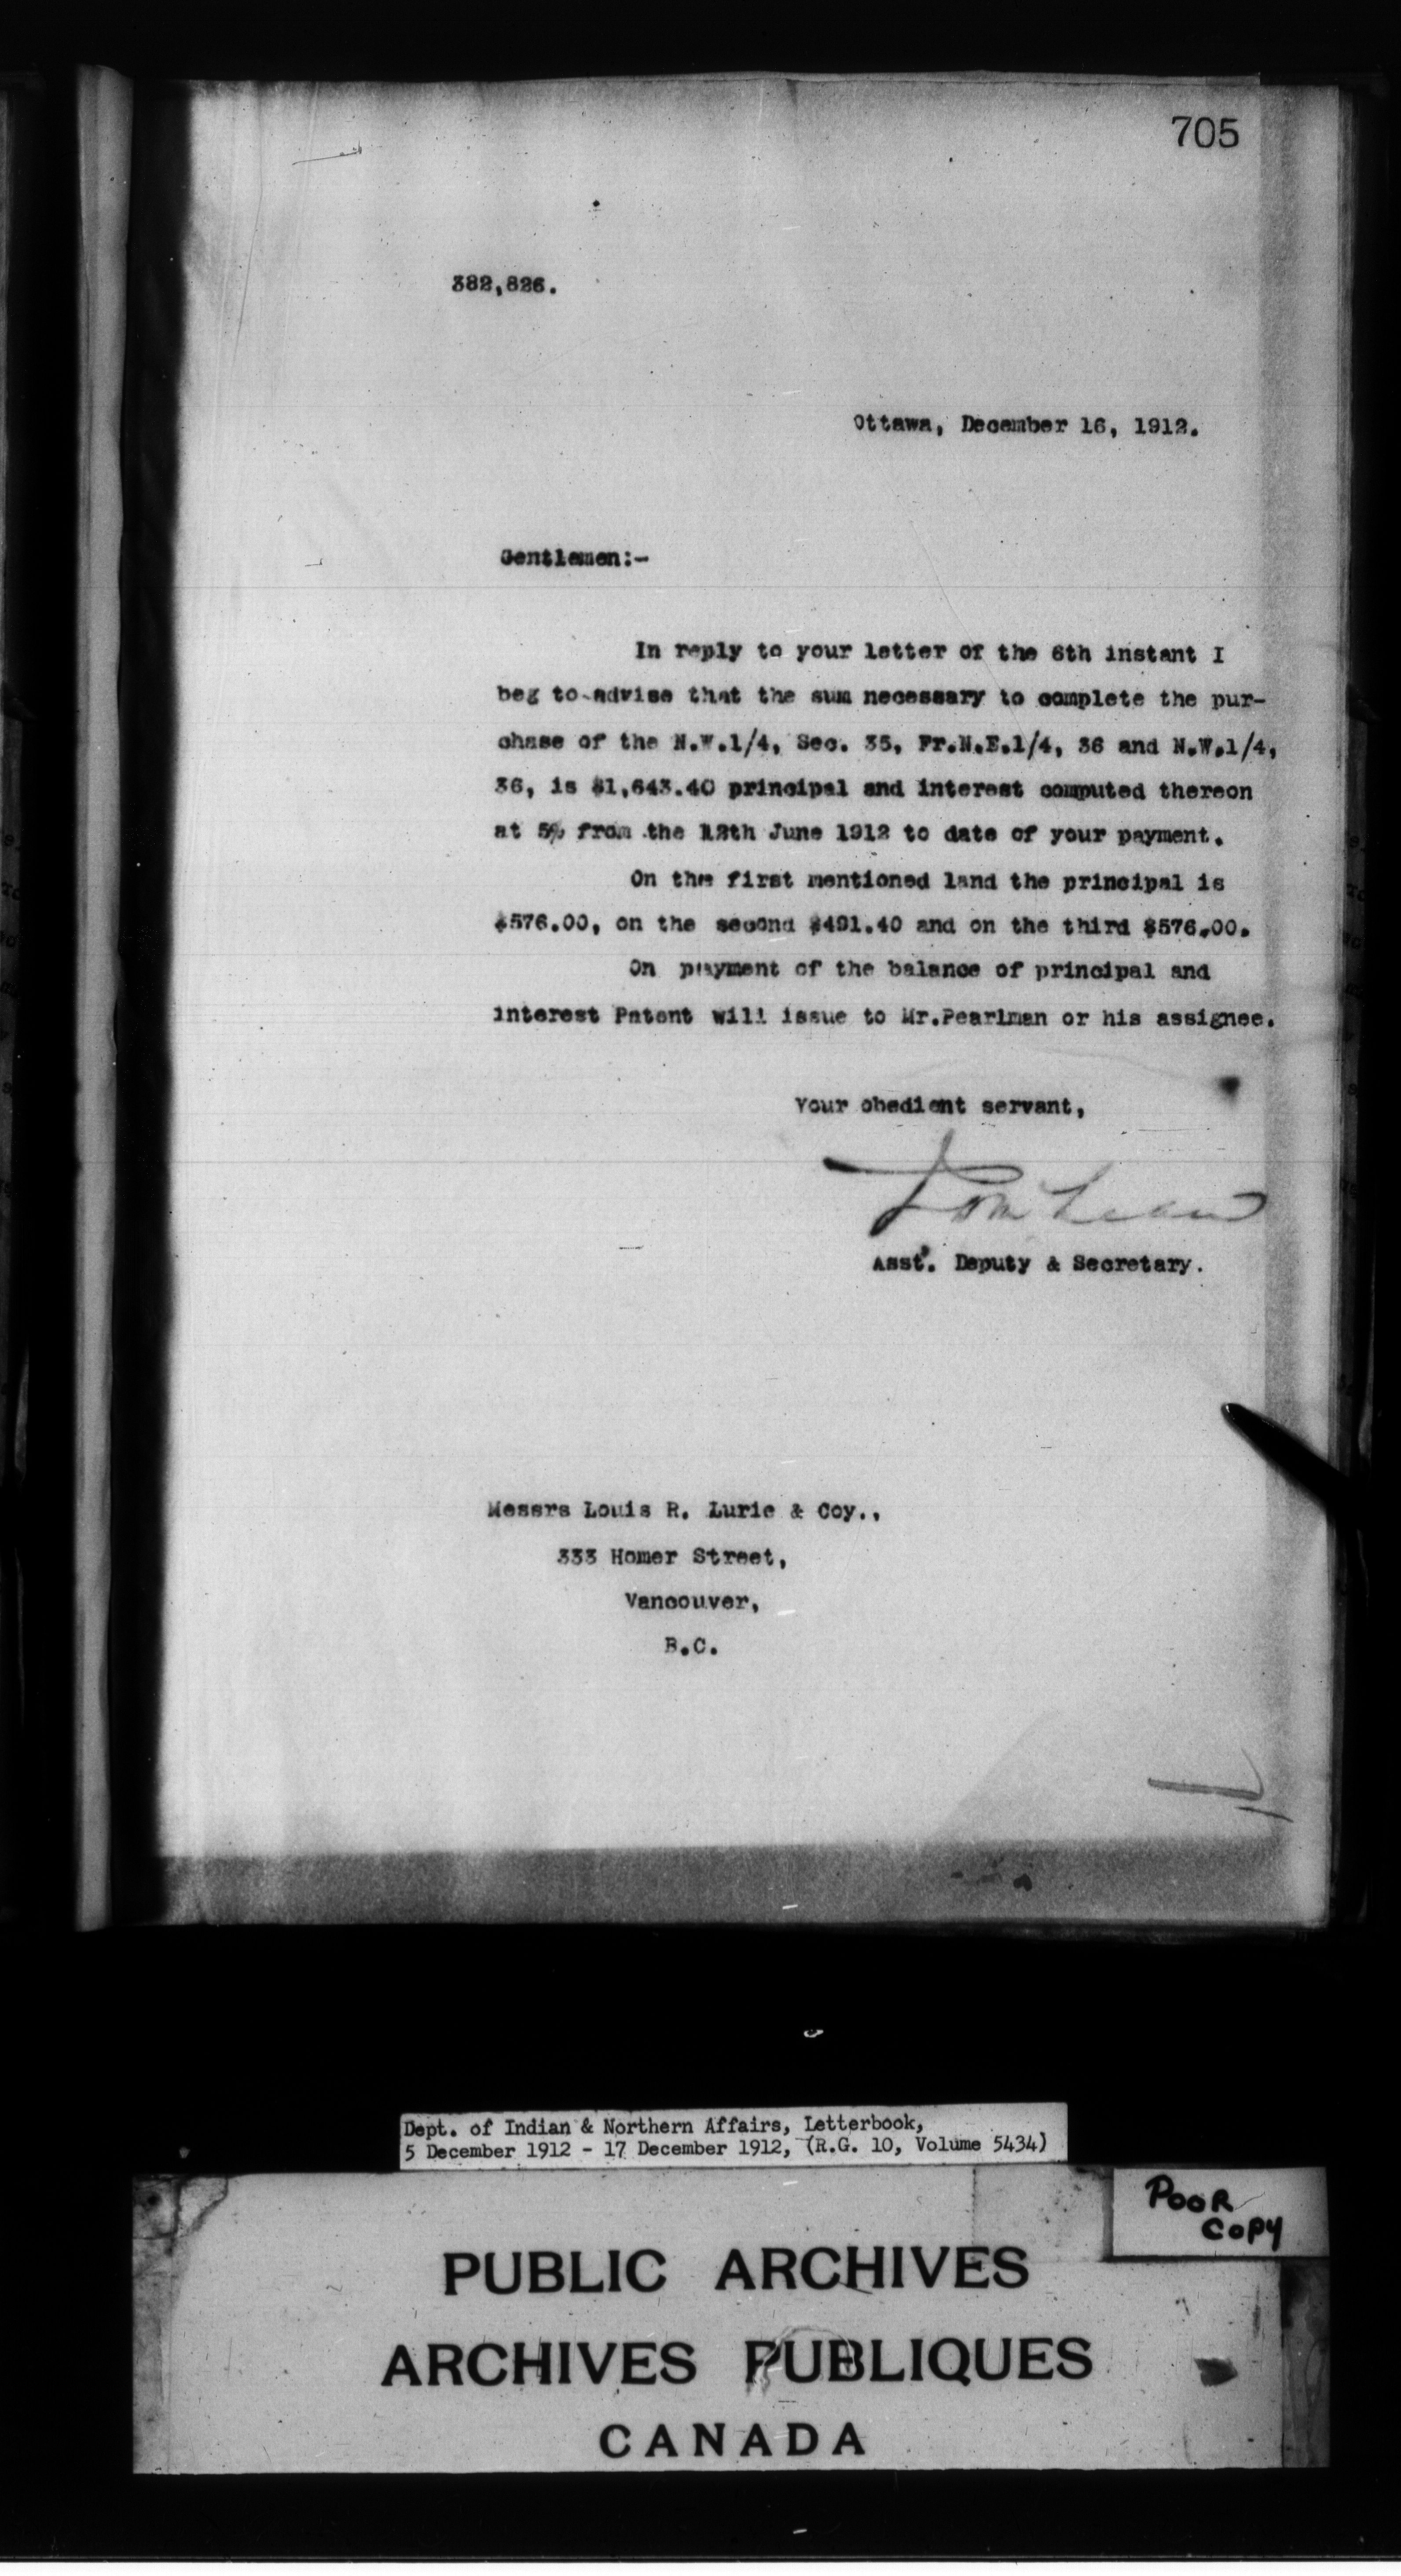 705
382,826.
Ottawa, December 16, 1912.
Gentlemen:-
In reply to your letter of the 6th instant I
beg to advise that the sum necessary to complete the pur-
chase of the N.W.1/4, Sec. 35, Fr.N.E.1/4, 36 and N.W.1/4,
36, is $1,643.40 principal and interest computed thereon
at 5% from the 12th June 1912 to date of your payment.
On the first mentioned land the principal is
$576.00, on the second $491.40 and on the third $576.00.
On payment of the balance of principal and
interest Patent will issue to Mr.Pearlman or his assignee.
Your obedient servant,
Asst. Deputy & Secretary.
Messrs Louis R. Lurie & Coy.,
333 Homer Street,
Vancouver,
B.C.
Dept. of Indian & Northern Affairs, Letterbook,
5 December 1912 - 17 December 1912, (R.G. 10, Volume 5434)
POOR
COPY
PUBLIC ARCHIVES
ARCHIVES PUBLIQUES
CANADA